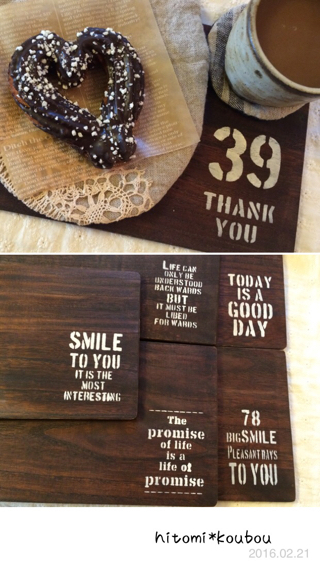 39
THANK
YOU
LIFE CAN
ONLY BE
UNDERSTOOD
BACKWARDS
BUT
IT MUST BE
LIVED
FORWARDS
TODAY
IS A
GOOD
DAY
SMILE
TO YOU
IT IS THE
MOST
INTERESTING
The
promise
of life
is a
life of
promise
78
BIGSMILE
PLEASANTDAYS
TO YOU
hitomi*koubou
2016.02.21